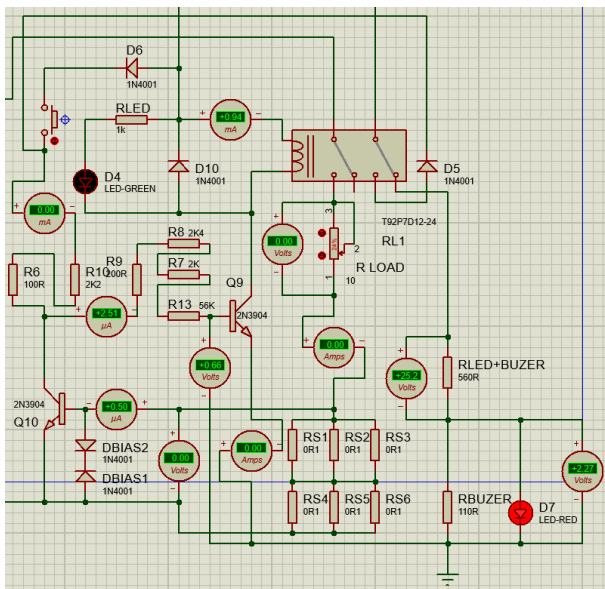 D6
1N4001
RLED
1k
+0.94
mA
D4
LED-GREEN
D10
1N4001
D5
1N4001
T92P7D12-24
RL1
0.00
mA
R8 2K4
R9
200R
R7 2K
R6
100R
R10
2K2
R13 56K
Q9
2N3904
0.00
Volts
3
2
1
R LOAD
10
+2.51
µA
+0.66
Volts
0.00
Amps
+25.2
Volts
RLED+BUZER
560R
2N3904
Q10
+0.50
µA
DBIAS2
1N4001
DBIAS1
1N4001
0.00
Volts
0.00
Amps
RS1
0R1
RS2
0R1
RS3
0R1
RS4
0R1
RS5
0R1
RS6
0R1
RBUZER
110R
D7
LED-RED
+2.27
Volts